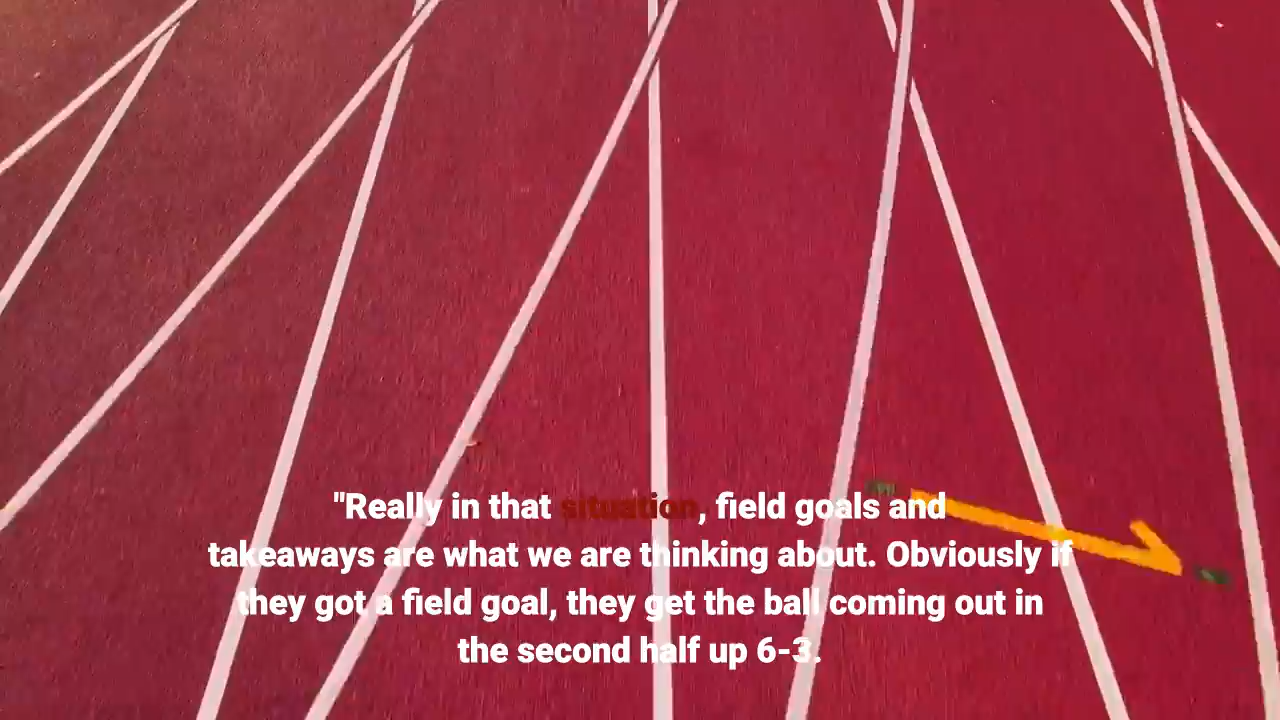 "Really in that situation, field goals and
takeaways are what we are thinking about. Obviously if
they got a field goal, they get the ball coming out in
the second half up 6-3.